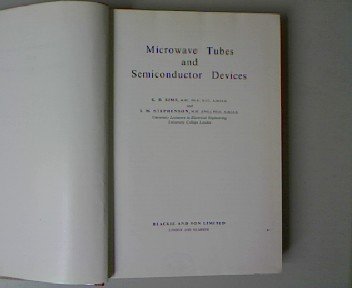 Microwave Tubes
and
Semiconductor Devices
G. D. SIMS,
and
I. M. STEPHENSON,
University Lecturers in Electrical Engineering
University College London
BLACKIE AND SON LIMITED
LONDON AND GLASGOW